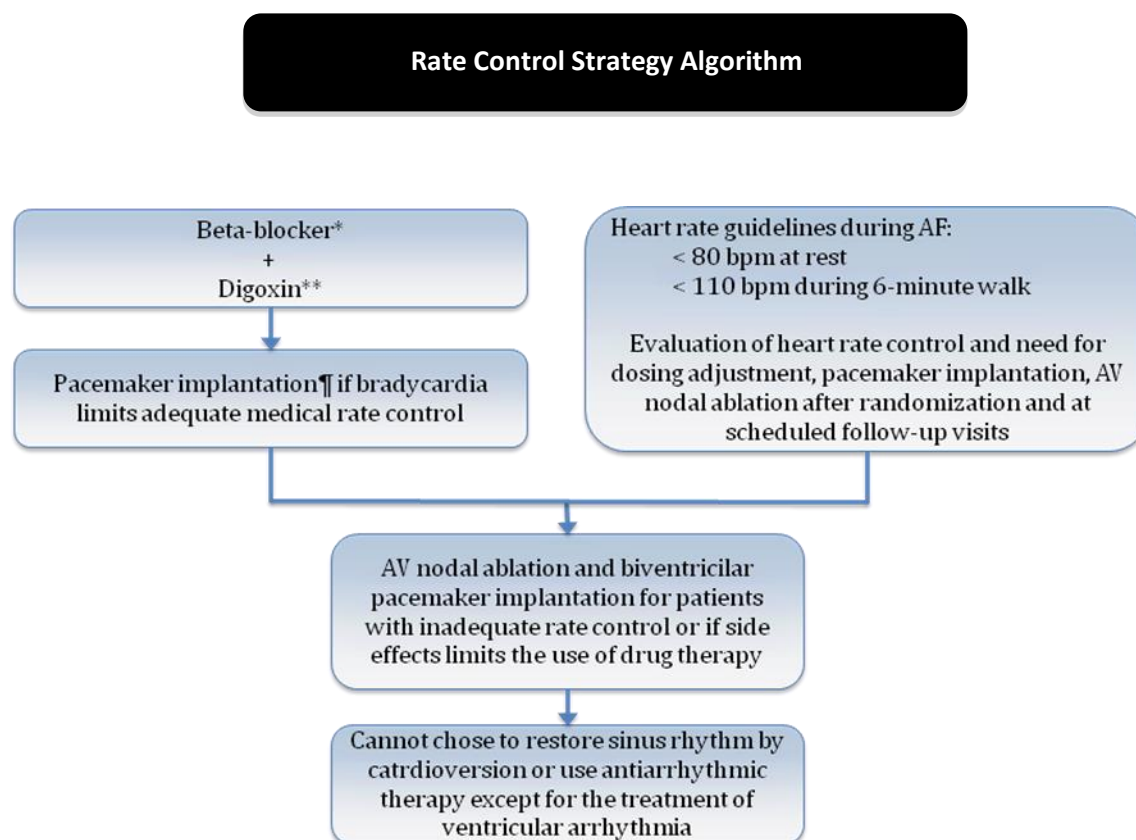 Rate Control Strategy Algorithm
Beta-blocker*
+
Digoxin**
Pacemaker implantation¶ if bradycardia
limits adequate medical rate control
Heart rate guidelines during AF:
< 80 bpm at rest
< 110 bpm during 6-minute walk
Evaluation of heart rate control and need for
dosing adjustment, pacemaker implantation, AV
nodal ablation after randomization and at
scheduled follow-up visits
AV nodal ablation and biventricilar
pacemaker implantation for patients
with inadequate rate control or if side
effects limits the use of drug therapy
Cannot chose to restore sinus rhythm by
catrdioversion or use antiarrhythmic
therapy except for the treatment of
ventricular arrhythmia